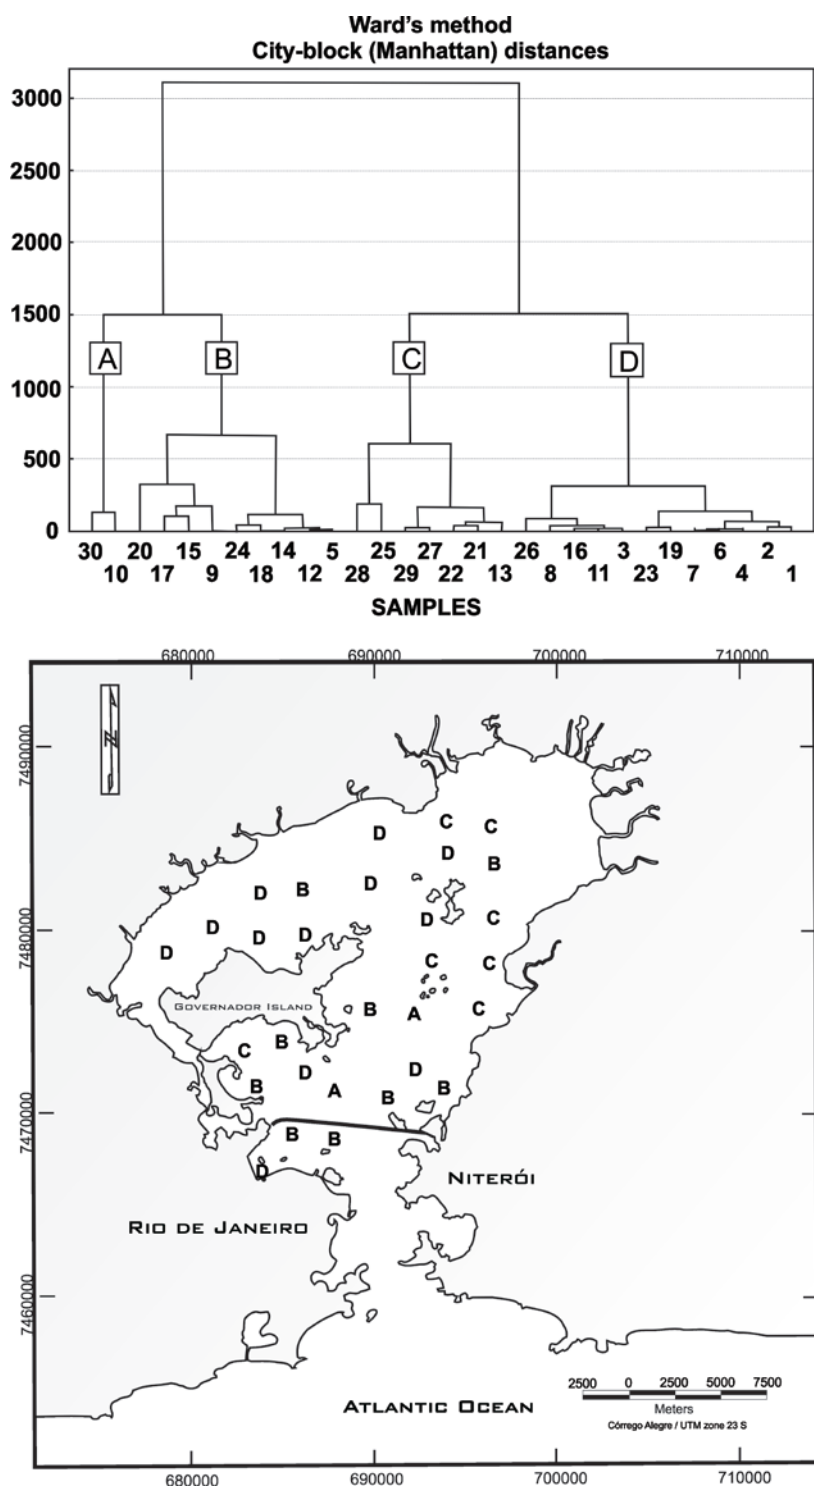 Ward's method
City-block (Manhattan) distances
3000
2500
2000
1500
1000
500
0
A B C D
30 20 15 24 14 5 25 27 21 26 16 3 19 6 2
10 17 9 18 12 28 29 22 13 8 11 23 7 4 1
SAMPLES
680000 690000 700000 710000
N
7490000
7480000
7470000
7460000
C C
D
D B
D
D B
D C
D
D D
D
C C
GOVERNADOR ISLAND
B A C
B
C
D D
B A B B
B B
D
NITERÓI
RIO DE JANEIRO
ATLANTIC OCEAN
2500 0 2500 5000 7500
Meters
Córrego Alegre / UTM zone 23 S
680000 690000 700000 710000